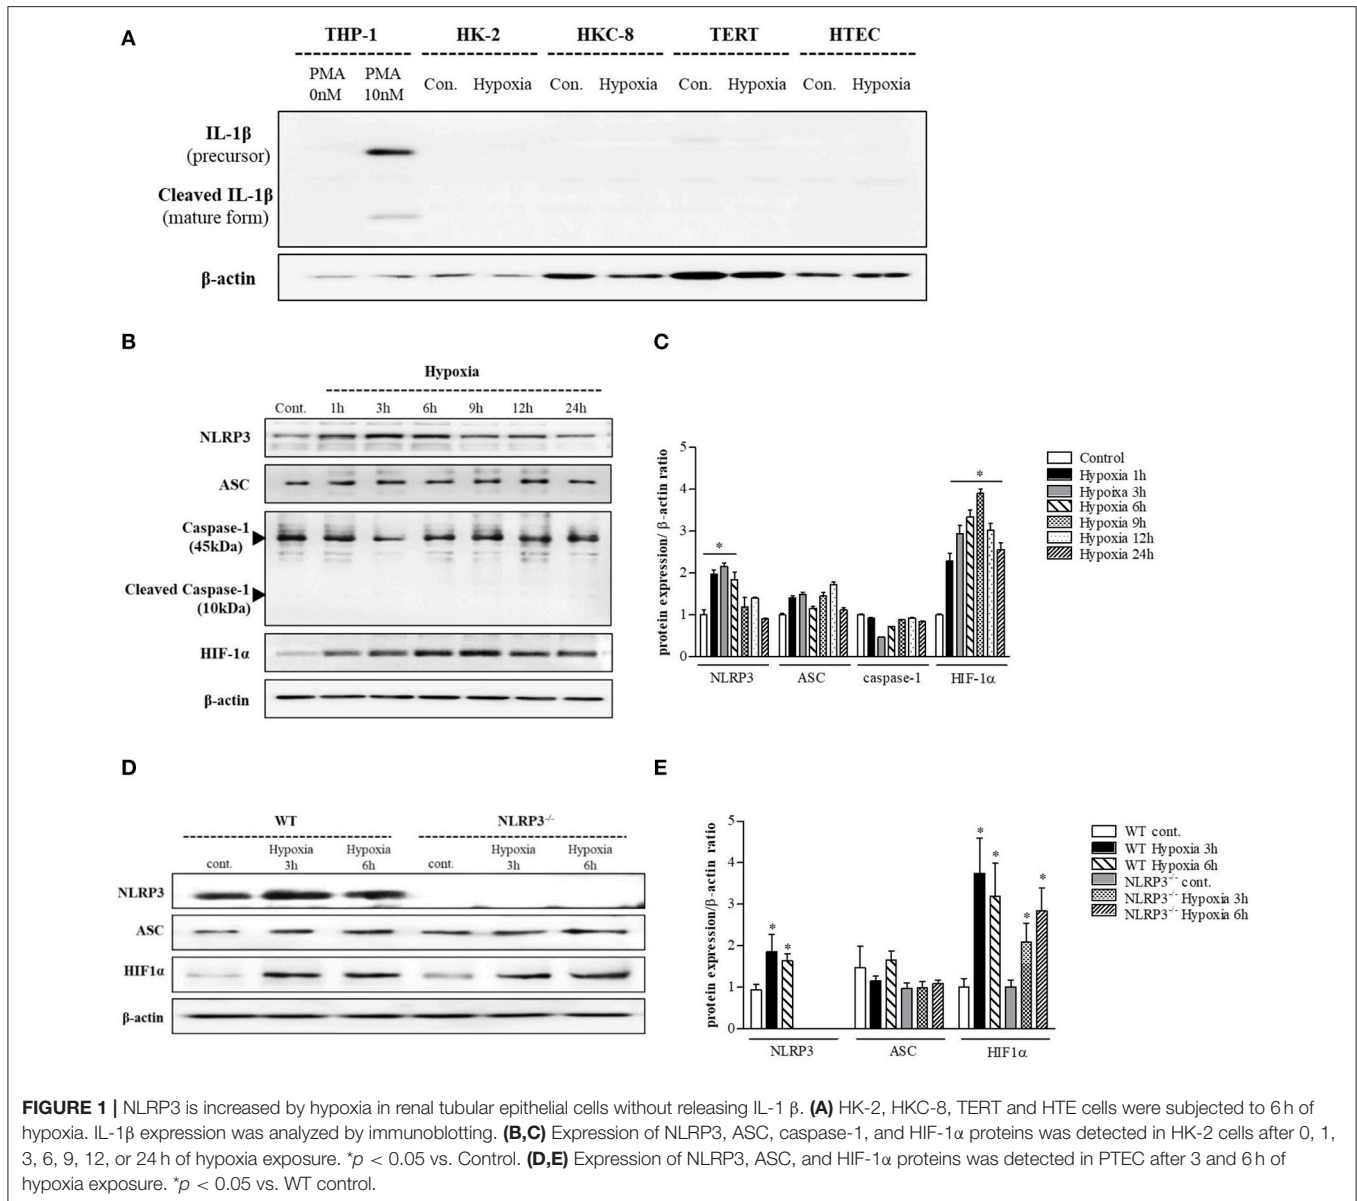 A
THP-1 HK-2 HKC-8 TERT HTEC
PMA 0nM PMA 10nM Con. Hypoxia Con. Hypoxia Con. Hypoxia Con. Hypoxia
IL-1β
(precursor)
Cleaved IL-1β
(mature form)
β-actin
B
Hypoxia
Cont. 1h 3h 6h 9h 12h 24h
NLRP3
ASC
Caspase-1
(45kDa)
Cleaved Caspase-1
(10kDa)
HIF-1α
β-actin
C
protein expression/ β-actin ratio
5
4
3
2
1
0
*
*
NLRP3 ASC caspase-1 HIF-1α
Control
Hypoxia 1h
Hypoixa 3h
Hypoxia 6h
Hypoxia 9h
Hypoxia 12h
Hypoxia 24h
D
WT NLRP3-/-
cont. Hypoxia 3h Hypoxia 6h cont. Hypoxia 3h Hypoxia 6h
NLRP3
ASC
HIF1α
β-actin
E
protein expression/β-actin ratio
5
4
3
2
1
0
* * * * * *
NLRP3 ASC HIF1α
WT cont.
WT Hypoxia 3h
WT Hypoxia 6h
NLRP3-/- cont.
NLRP3-/- Hypoxia 3h
NLRP3-/- Hypoxia 6h
FIGURE 1 | NLRP3 is increased by hypoxia in renal tubular epithelial cells without releasing IL-1 β. (A) HK-2, HKC-8, TERT and HTE cells were subjected to 6 h of
hypoxia. IL-1β expression was analyzed by immunoblotting. (B,C) Expression of NLRP3, ASC, caspase-1, and HIF-1α proteins was detected in HK-2 cells after 0, 1,
3, 6, 9, 12, or 24 h of hypoxia exposure. *p < 0.05 vs. Control. (D,E) Expression of NLRP3, ASC, and HIF-1α proteins was detected in PTEC after 3 and 6 h of
hypoxia exposure. *p < 0.05 vs. WT control.